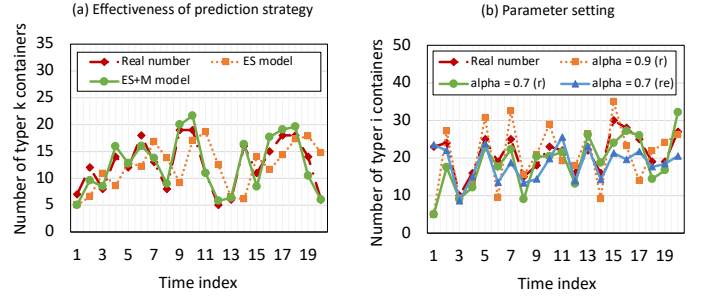 (a) Effectiveness of prediction strategy
Number of typer k containers
35
30
25
20
15
10
5
0
Real number
ES model
ES+M model
1 3 5 7 9 11 13 15 17 19
Time index
(b) Parameter setting
Number of typer i containers
50
40
30
20
10
0
Real number
alpha = 0.9 (r)
alpha = 0.7 (r)
alpha = 0.7 (re)
1 3 5 7 9 11 13 15 17 19
Time index